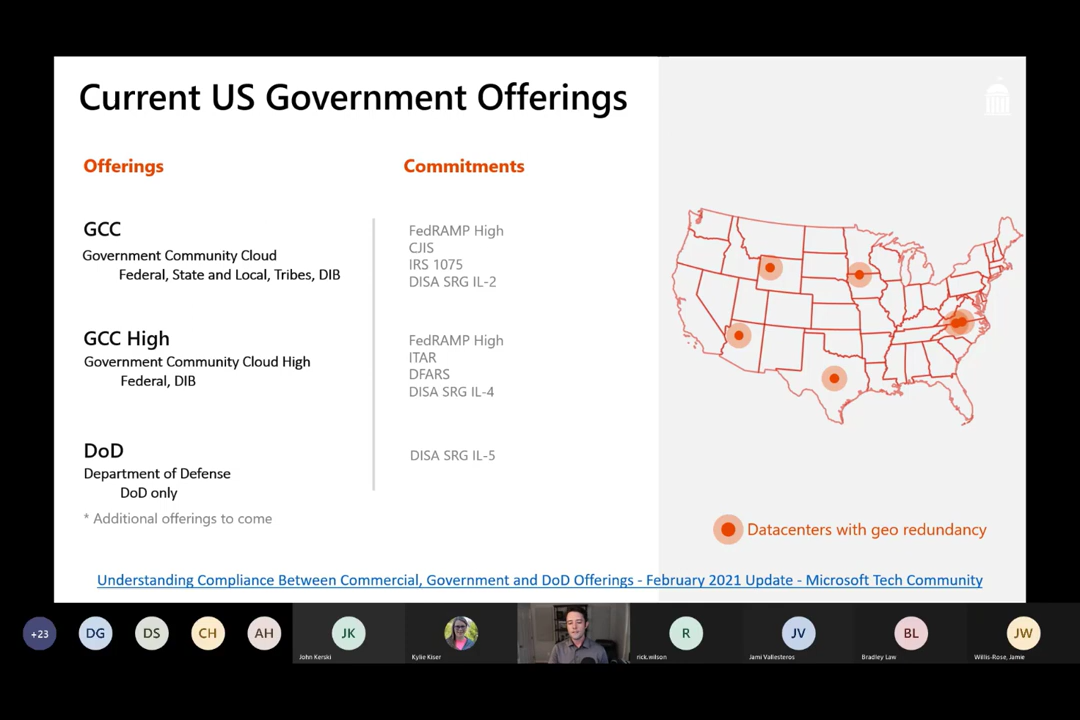 Current US Government Offerings
Offerings
Commitments
GCC
Government Community Cloud
Federal, State and Local, Tribes, DIB
FedRAMP High
CJIS
IRS 1075
DISA SRG IL-2
GCC High
Government Community Cloud High
Federal, DIB
FedRAMP High
ITAR
DFARS
DISA SRG IL-4
DoD
Department of Defense
DoD only
DISA SRG IL-5
* Additional offerings to come
Datacenters with geo redundancy
Understanding Compliance Between Commercial, Government and DoD Offerings - February 2021 Update - Microsoft Tech Community
+23
DG
DS
CH
AH
JK
R
JV
BL
JW
John Kerski
Kylie Kiser
rick.wilson
Jami Vallesteros
Bradley Law
Willis-Rose, Jamie